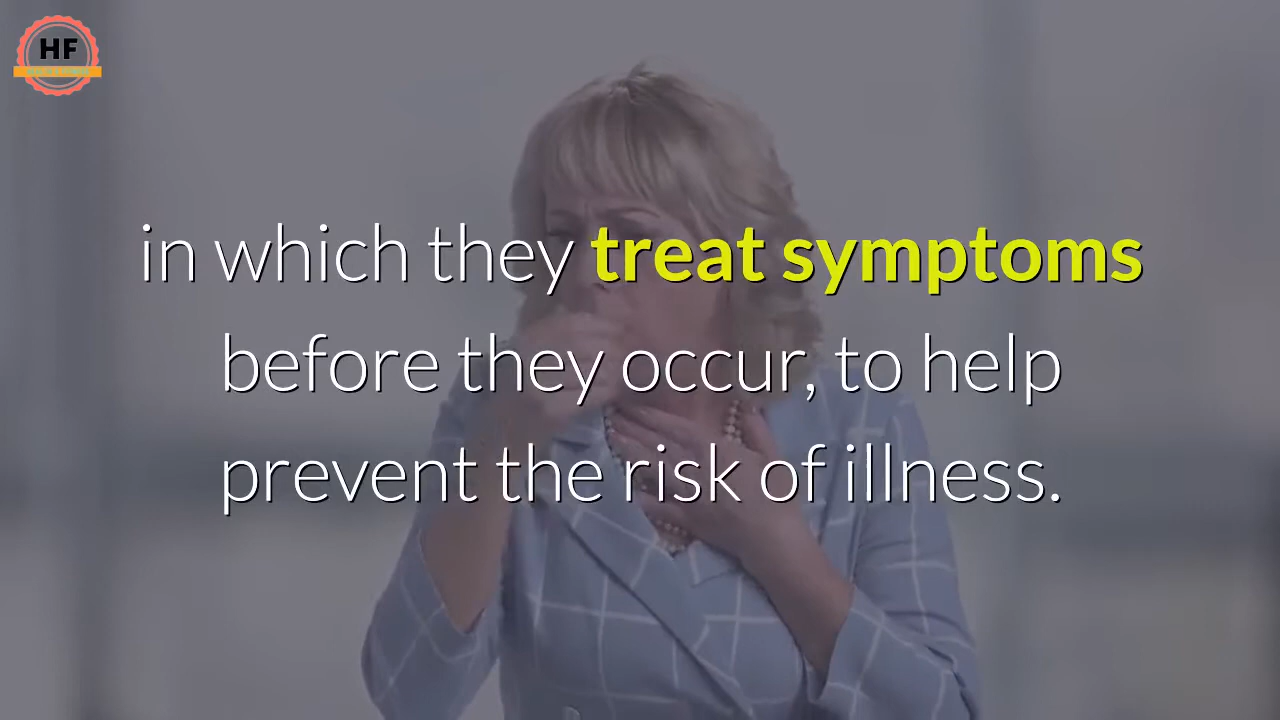 HF
in which they treat symptoms
before they occur, to help
prevent the risk of illness.